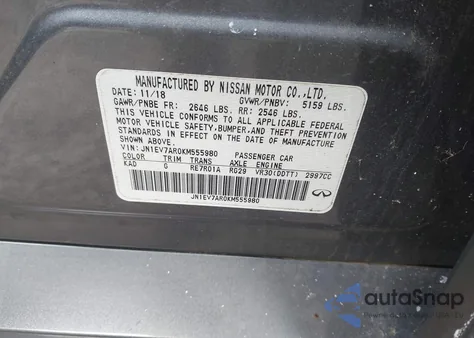 MANUFACTURED BY NISSAN MOTOR CO.,LTD.
DATE: 11/18 GVWR/PNBV: 5159 LBS.
GAWR/PNBE FR: 2646 LBS. RR: 2546 LBS.
THIS VEHICLE CONFORMS TO ALL APPLICABLE FEDERAL
MOTOR VEHICLE SAFETY,BUMPER,AND THEFT PREVENTION
STANDARDS IN EFFECT ON THE DATE OF MANUFACTURE
SHOWN ABOVE.
VIN: JN1EV7AR0KM555980 PASSENGER CAR
COLOR TRIM TRANS AXLE ENGINE
KAD G RE7R01A RG29 VR30(DDTT) 2997CC
JN1EV7AR0KM555980
autoSnap